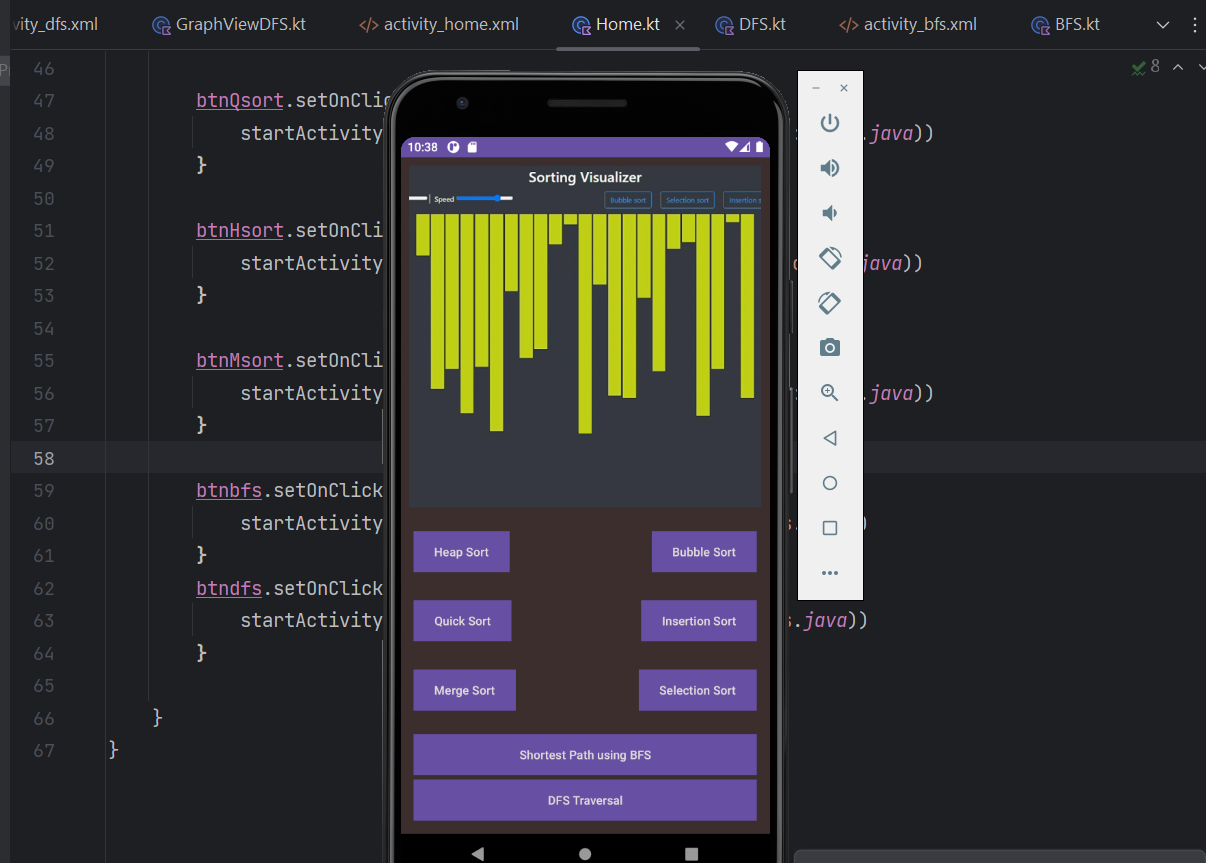 vity_dfs.xml GraphViewDFS.kt activity_home.xml Home.kt DFS.kt activity_bfs.xml BFS.kt
8
46
47 btnQsort.setOnClic
48 startActivity .java))
49 }
50
51 btnHsort.setOnCli
52 startActivity java))
53 }
54
55 btnMsort.setOnCli
56 startActivity .java))
57 }
58
59 btnbfs.setOnClick
60 startActivity )
61 }
62 btndfs.setOnClick
63 startActivity s.java))
64 }
65
66 }
67 }
10:38
Sorting Visualizer
Speed Bubble sort Selection sort Insertion s
Heap Sort Bubble Sort
Quick Sort Insertion Sort
Merge Sort Selection Sort
Shortest Path using BFS
DFS Traversal